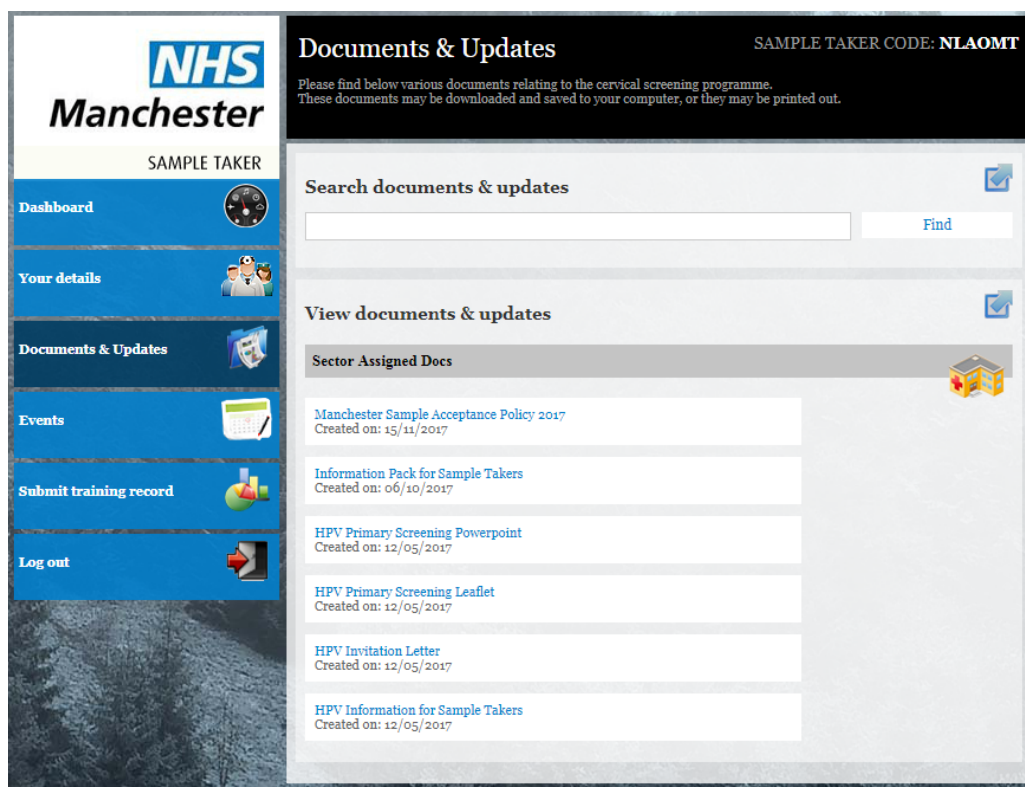 NHS
Manchester
SAMPLE TAKER
Dashboard
Your details
Documents & Updates
Events
Submit training record
Log out
Documents & Updates
SAMPLE TAKER CODE: NLAOMT
Please find below various documents relating to the cervical screening programme.
These documents may be downloaded and saved to your computer, or they may be printed out.
Search documents & updates
Find
View documents & updates
Sector Assigned Docs
Manchester Sample Acceptance Policy 2017
Created on: 15/11/2017
Information Pack for Sample Takers
Created on: 06/10/2017
HPV Primary Screening Powerpoint
Created on: 12/05/2017
HPV Primary Screening Leaflet
Created on: 12/05/2017
HPV Invitation Letter
Created on: 12/05/2017
HPV Information for Sample Takers
Created on: 12/05/2017